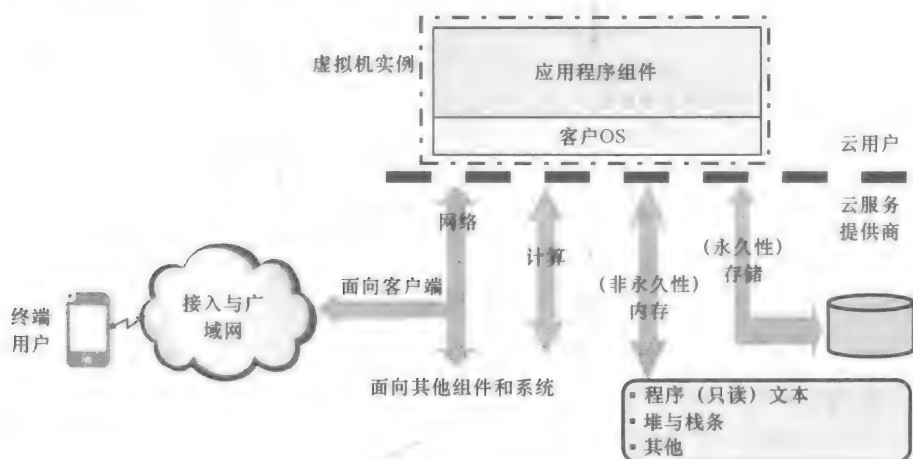 虚拟机实例
应用程序组件
客户OS
云用户
云服务
提供商
网络
计算
(非永久性)
内存
(永久性)
存储
面向客户端
接入与广
域网
终端
用户
面向其他组件和系统
▪ 程序（只读）文本
▪ 堆与栈条
▪ 其他